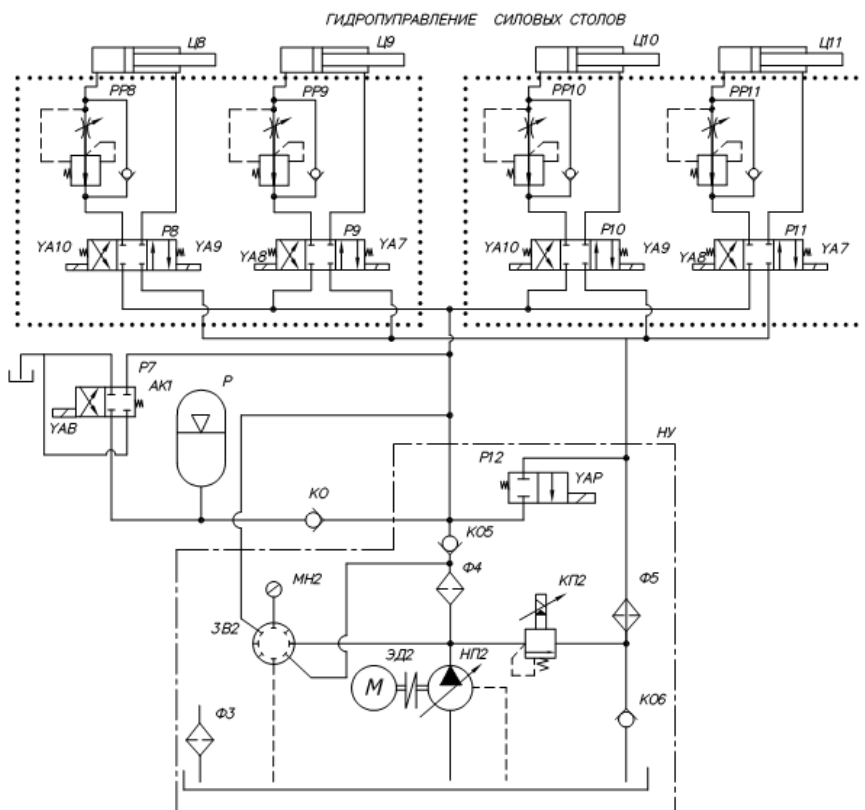 ГИДРОПУПРАВЛЕНИЕ СИЛОВЫХ СТОЛОВ
Ц8
Ц9
Ц10
Ц11
РР8
РР9
РР10
РР11
YA10
Р8
YA9
YA8
Р9
YA7
YA10
Р10
YA9
YA8
Р11
YA7
Р7
АК1
YAB
Р
НУ
Р12
YAP
КО
КО5
Ф4
МН2
КП2
Ф5
ЗВ2
ЭД2
НП2
М
Ф3
КО6